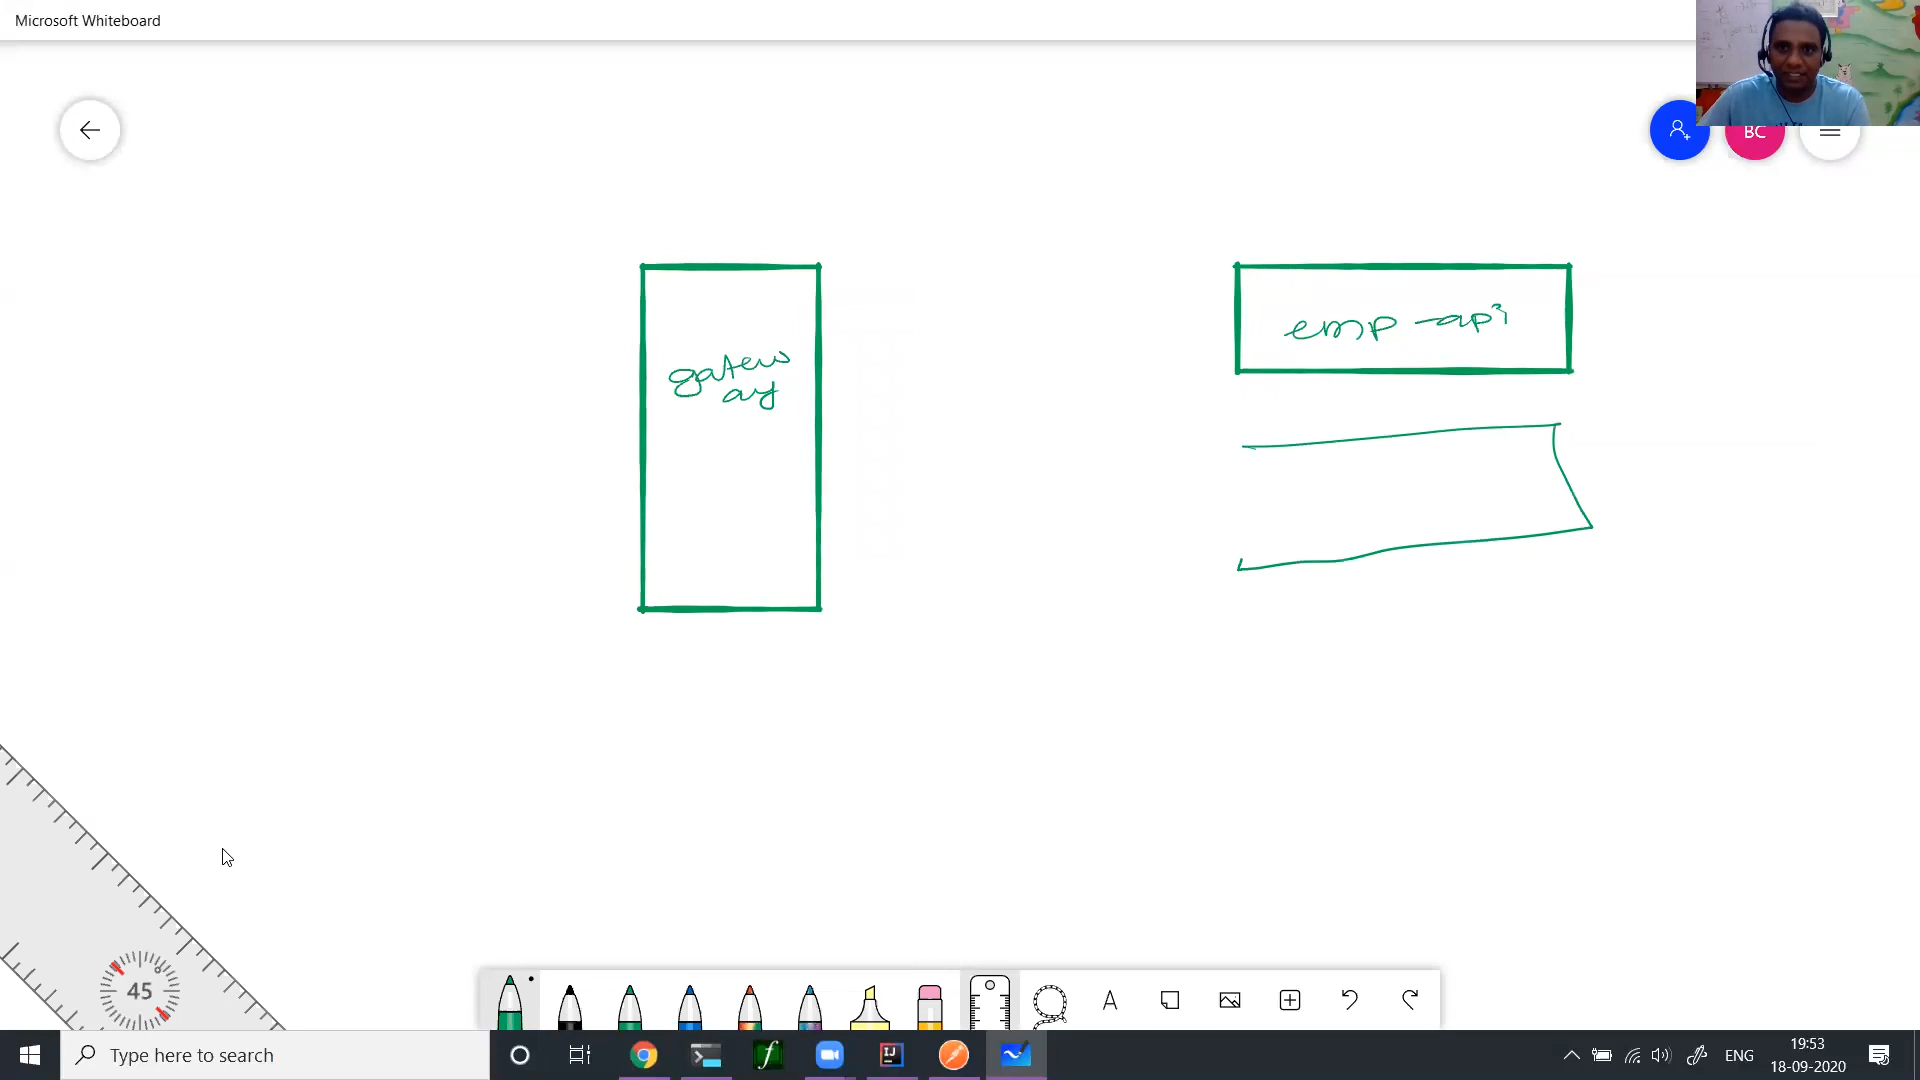 Microsoft Whiteboard
BC
gatew
ay
emp-api
45
A
Type here to search
ENG
19:53
18-09-2020